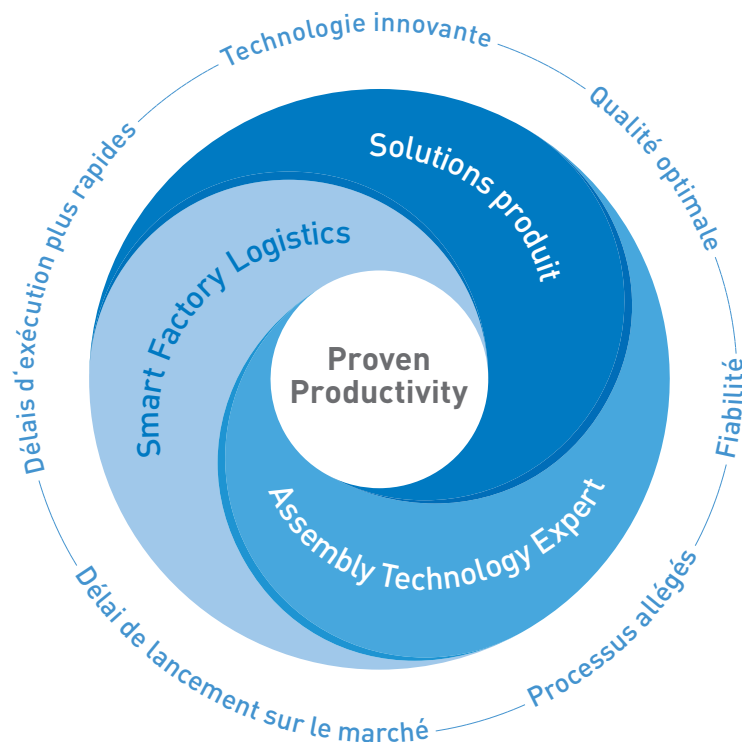 Technologie innovante
Qualité optimale
Fiabilité
Processus allégés
Délai de lancement sur le marché
Délais d‘exécution plus rapides
Solutions produit
Smart Factory Logistics
Assembly Technology Expert
Proven
Productivity